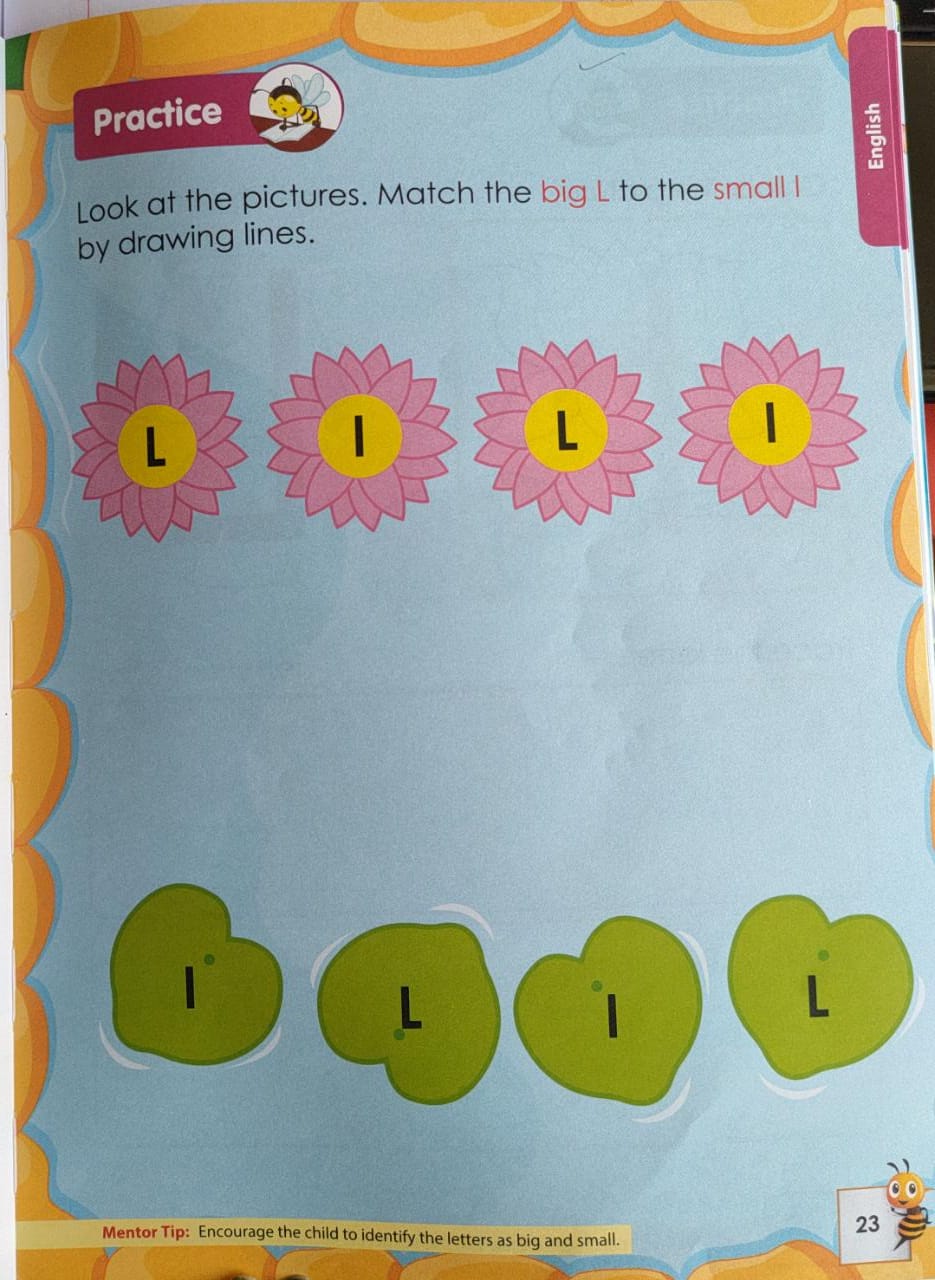 Practice
English
Look at the pictures. Match the big L to the small l
by drawing lines.
L l L l
l L l L
Mentor Tip: Encourage the child to identify the letters as big and small.
23